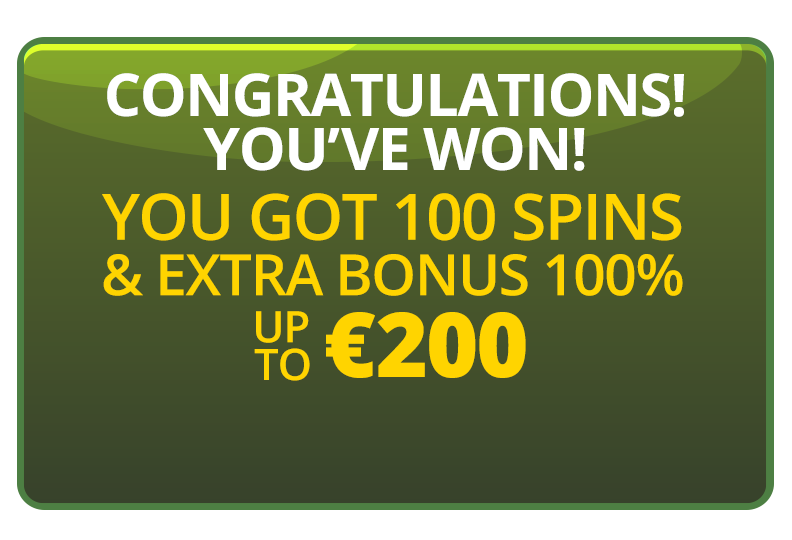 CONGRATULATIONS!
YOU’VE WON!
YOU GOT 100 SPINS
& EXTRA BONUS 100%
UP
TO €200